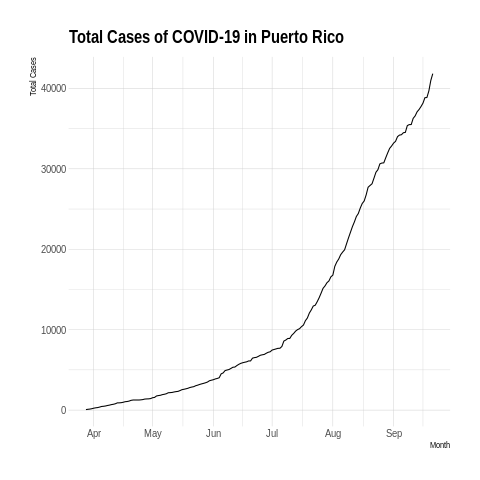 Total Cases of COVID-19 in Puerto Rico
Total Cases
40000
30000
20000
10000
0
Apr May Jun Jul Aug Sep
Month